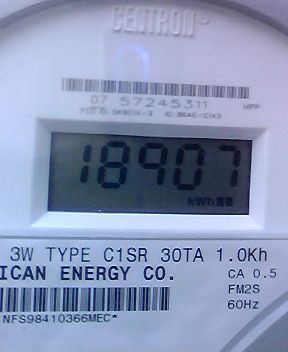 CENTRON®
07 57245311
HPP
18907
kWh
3W TYPE C1SR 30TA 1.0Kh
ICAN ENERGY CO.
CA 0.5
FM2S
60Hz
NFS98410366MEC*